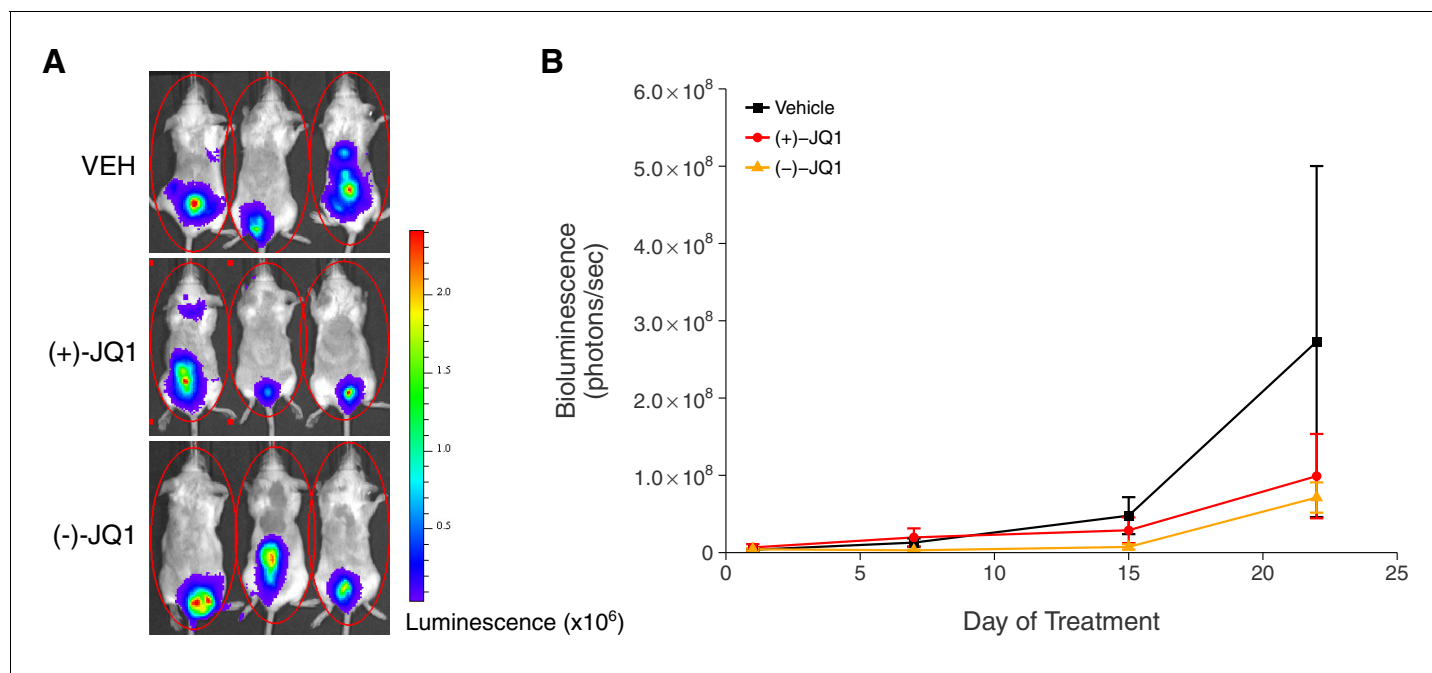 A
VEH
(+)-JQ1
(-)-JQ1
2.0
1.5
1.0
0.5
Luminescence (x10⁶)
B
Bioluminescence
(photons/sec)
6.0 × 10⁸
5.0 × 10⁸
4.0 × 10⁸
3.0 × 10⁸
2.0 × 10⁸
1.0 × 10⁸
0
Vehicle
(+)–JQ1
(–)–JQ1
0 5 10 15 20 25
Day of Treatment